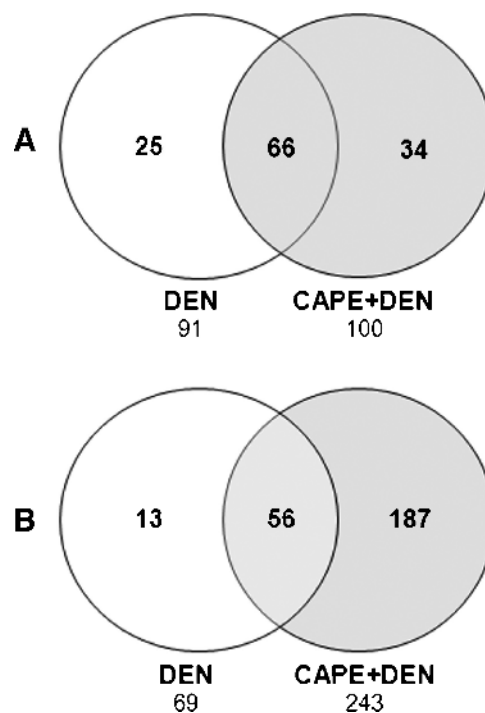 A
25 66 34
DEN CAPE+DEN
91 100
B
13 56 187
DEN CAPE+DEN
69 243